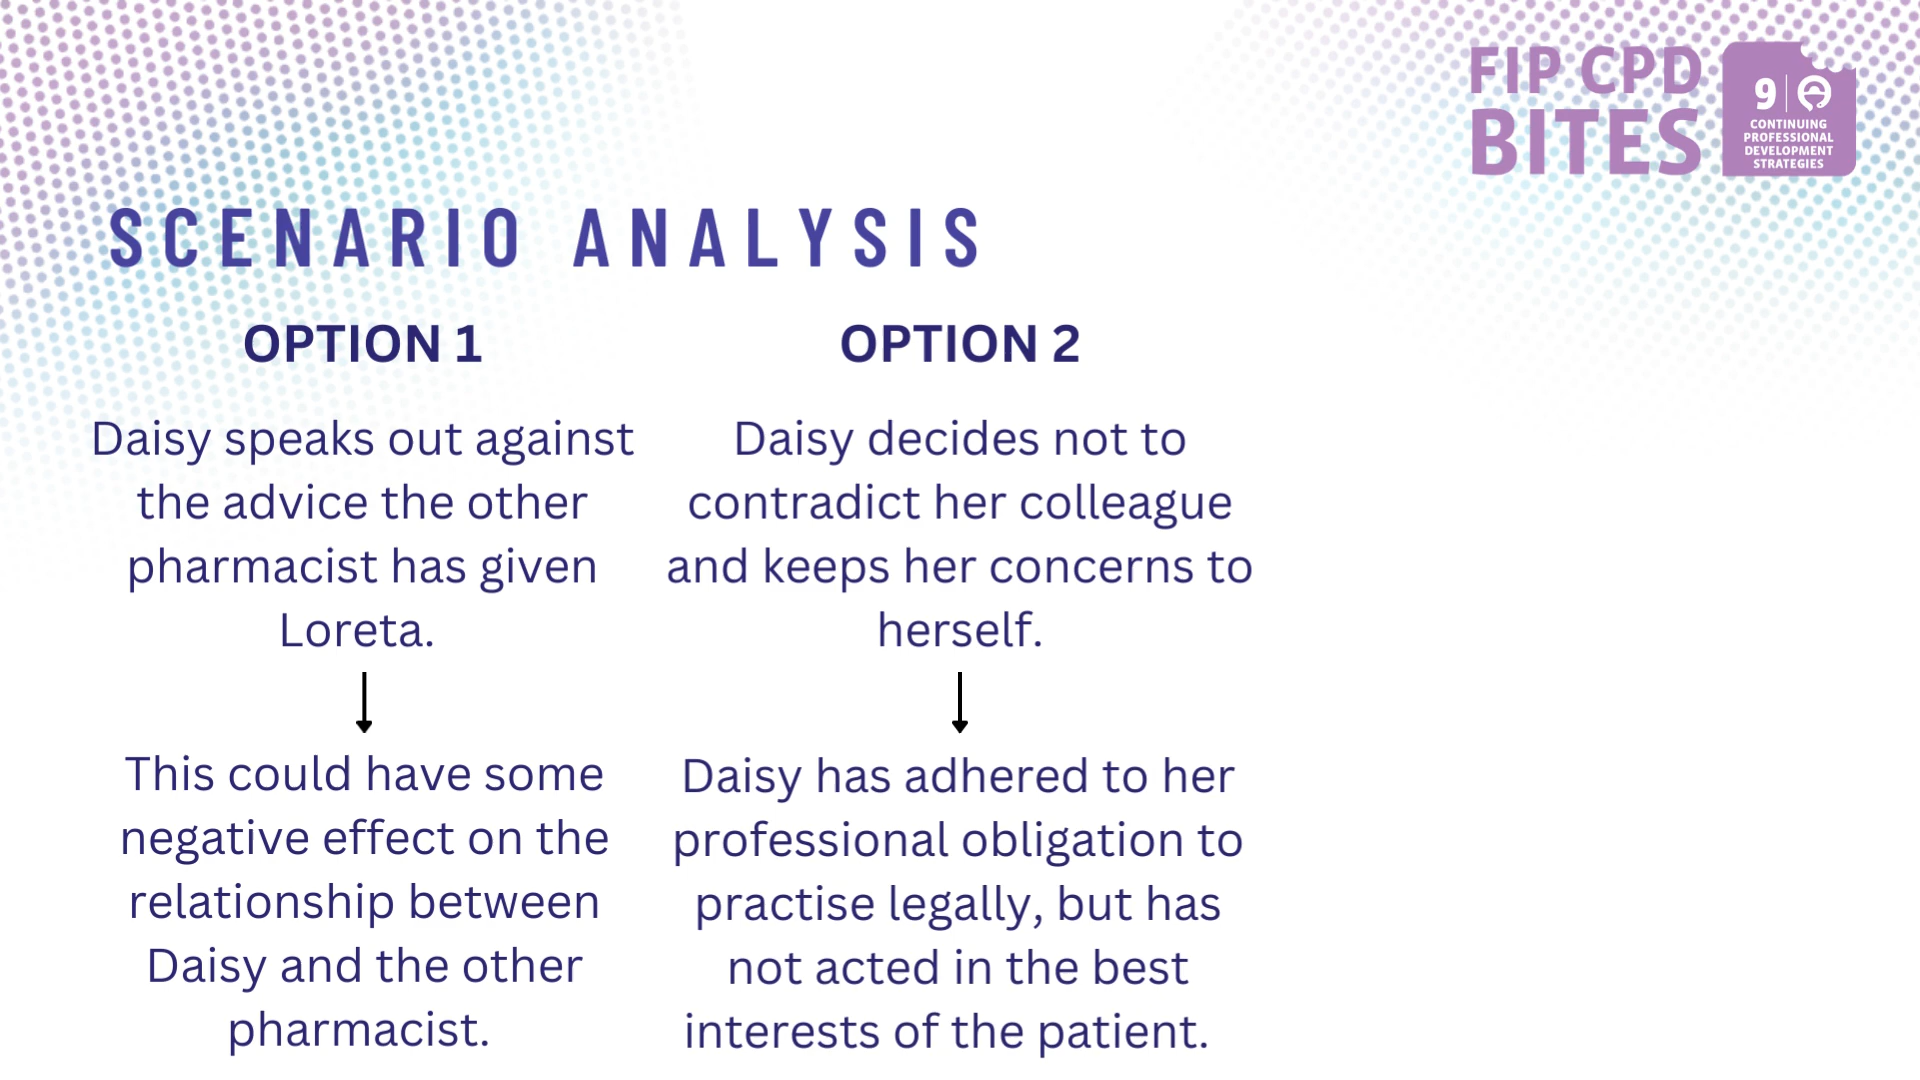 FIP CPD
BITES
9
CONTINUING
PROFESSIONAL
DEVELOPMENT
STRATEGIES
SCENARIO ANALYSIS
OPTION 1
Daisy speaks out against
the advice the other
pharmacist has given
Loreta.
This could have some
negative effect on the
relationship between
Daisy and the other
pharmacist.
OPTION 2
Daisy decides not to
contradict her colleague
and keeps her concerns to
herself.
Daisy has adhered to her
professional obligation to
practise legally, but has
not acted in the best
interests of the patient.